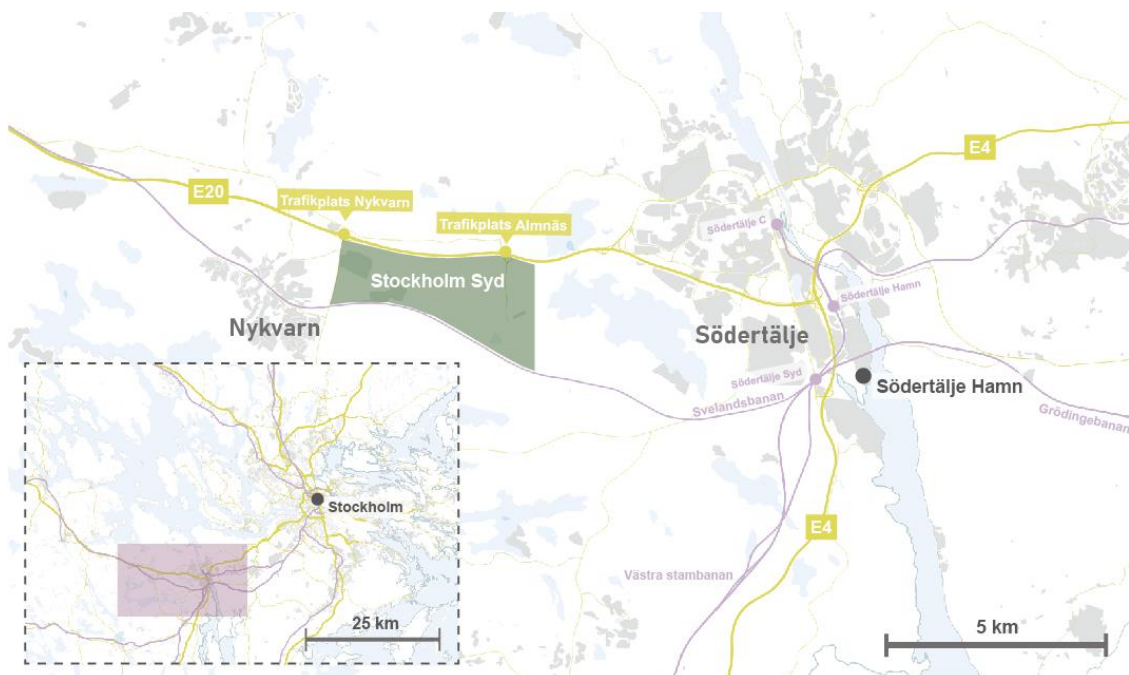 E4
E20
Trafikplats Nykvarn
Trafikplats Almnäs
Södertälje C
Stockholm Syd
Södertälje Hamn
Nykvarn
Södertälje
Södertälje Syd
Södertälje Hamn
Svelandsbanan
Grödingebanan
Stockholm
E4
Västra stambanan
25 km
5 km